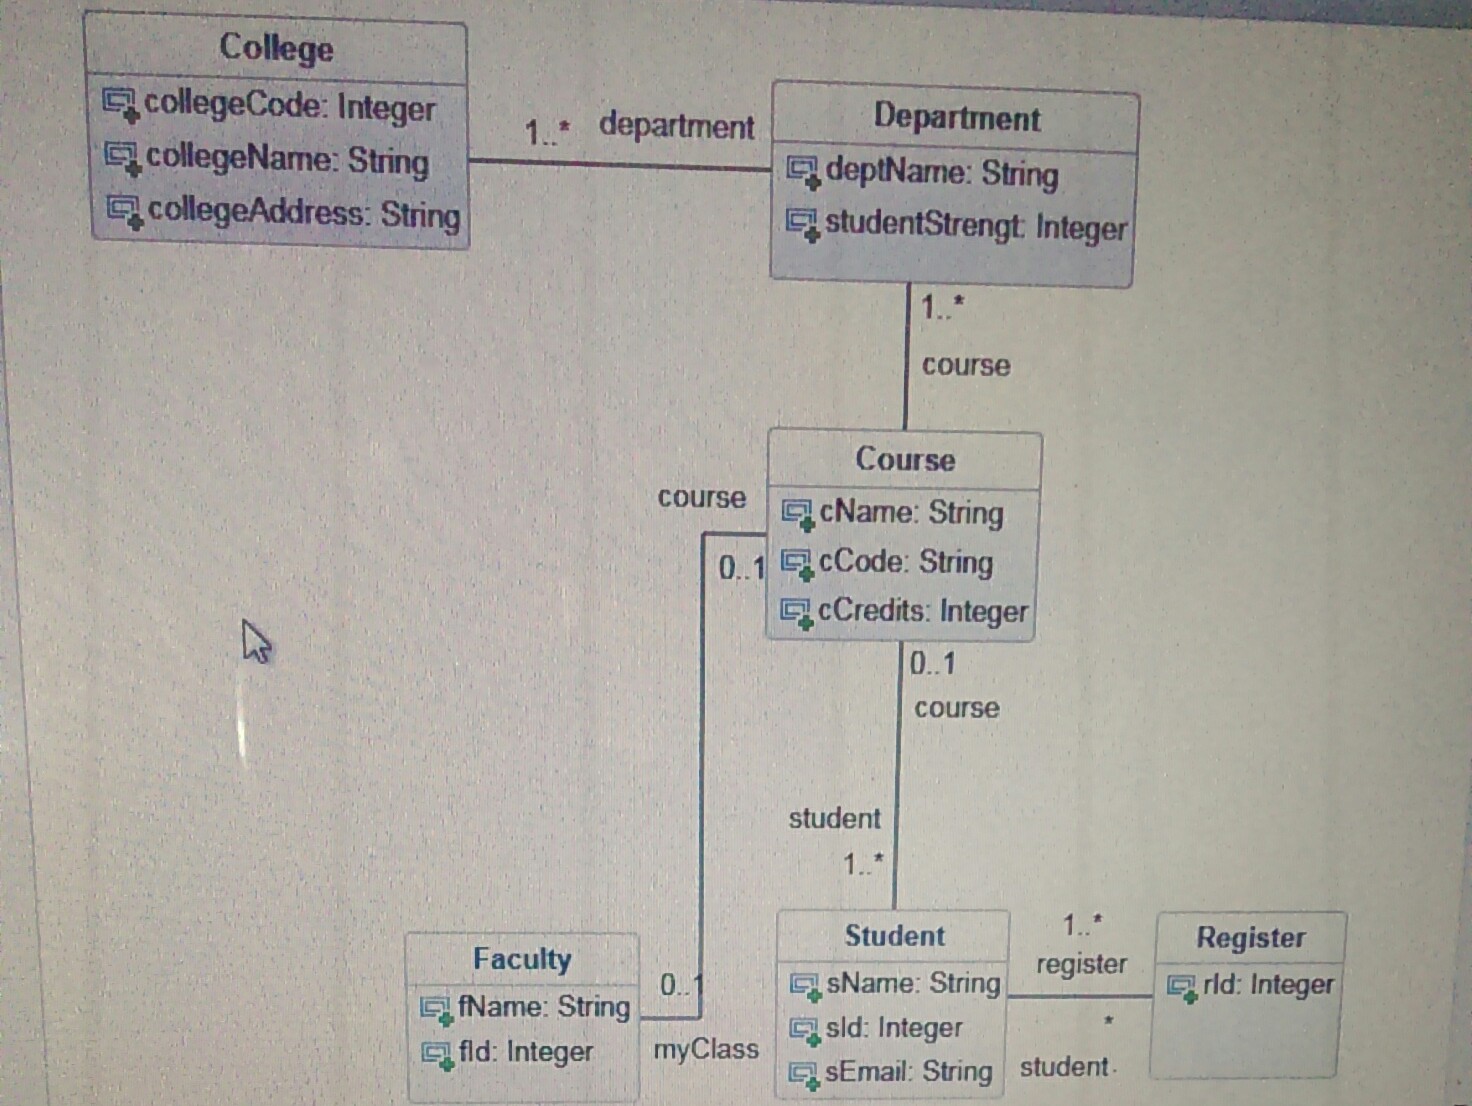 College
collegeCode: Integer
collegeName: String
collegeAddress: String
1..* department
Department
deptName: String
studentStrengt: Integer
1..*
course
Course
cName: String
cCode: String
cCredits: Integer
course
0..1
0..1
course
student
1..*
Faculty
fName: String
fId: Integer
0..1
myClass
Student
sName: String
sId: Integer
sEmail: String
1..*
register
*
student
Register
rId: Integer